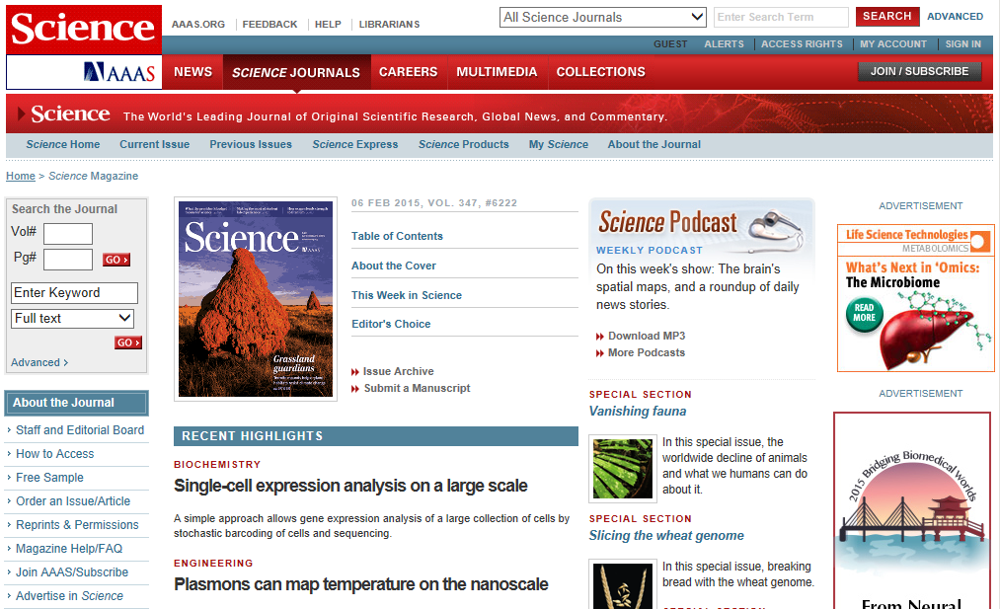 Science
AAAS
AAAS.ORG
FEEDBACK
HELP
LIBRARIANS
All Science Journals
Enter Search Term
SEARCH
ADVANCED
GUEST
ALERTS
ACCESS RIGHTS
MY ACCOUNT
SIGN IN
NEWS
SCIENCE JOURNALS
CAREERS
MULTIMEDIA
COLLECTIONS
JOIN / SUBSCRIBE
Science The World's Leading Journal of Original Scientific Research, Global News, and Commentary.
Science Home
Current Issue
Previous Issues
Science Express
Science Products
My Science
About the Journal
Home > Science Magazine
Search the Journal
Vol#
Pg#
GO
Enter Keyword
Full text
GO
Advanced
About the Journal
Staff and Editorial Board
How to Access
Free Sample
Order an Issue/Article
Reprints & Permissions
Magazine Help/FAQ
Join AAAS/Subscribe
Advertise in Science
Science
AAAS
Grassland
guardians
06 FEB 2015, VOL. 347, #6222
Table of Contents
About the Cover
This Week in Science
Editor's Choice
Issue Archive
Submit a Manuscript
RECENT HIGHLIGHTS
BIOCHEMISTRY
Single-cell expression analysis on a large scale
A simple approach allows gene expression analysis of a large collection of cells by
stochastic barcoding of cells and sequencing.
ENGINEERING
Plasmons can map temperature on the nanoscale
Science Podcast
WEEKLY PODCAST
On this week's show: The brain's
spatial maps, and a roundup of daily
news stories.
Download MP3
More Podcasts
SPECIAL SECTION
Vanishing fauna
In this special issue, the
worldwide decline of animals
and what we humans can do
about it.
SPECIAL SECTION
Slicing the wheat genome
In this special issue, breaking
bread with the wheat genome.
SPECIAL SECTION
ADVERTISEMENT
Life Science Technologies
METABOLOMICS
What's Next in 'Omics:
The Microbiome
READ
MORE
ADVERTISEMENT
2015 Bridging Biomedical Worlds
From Neural